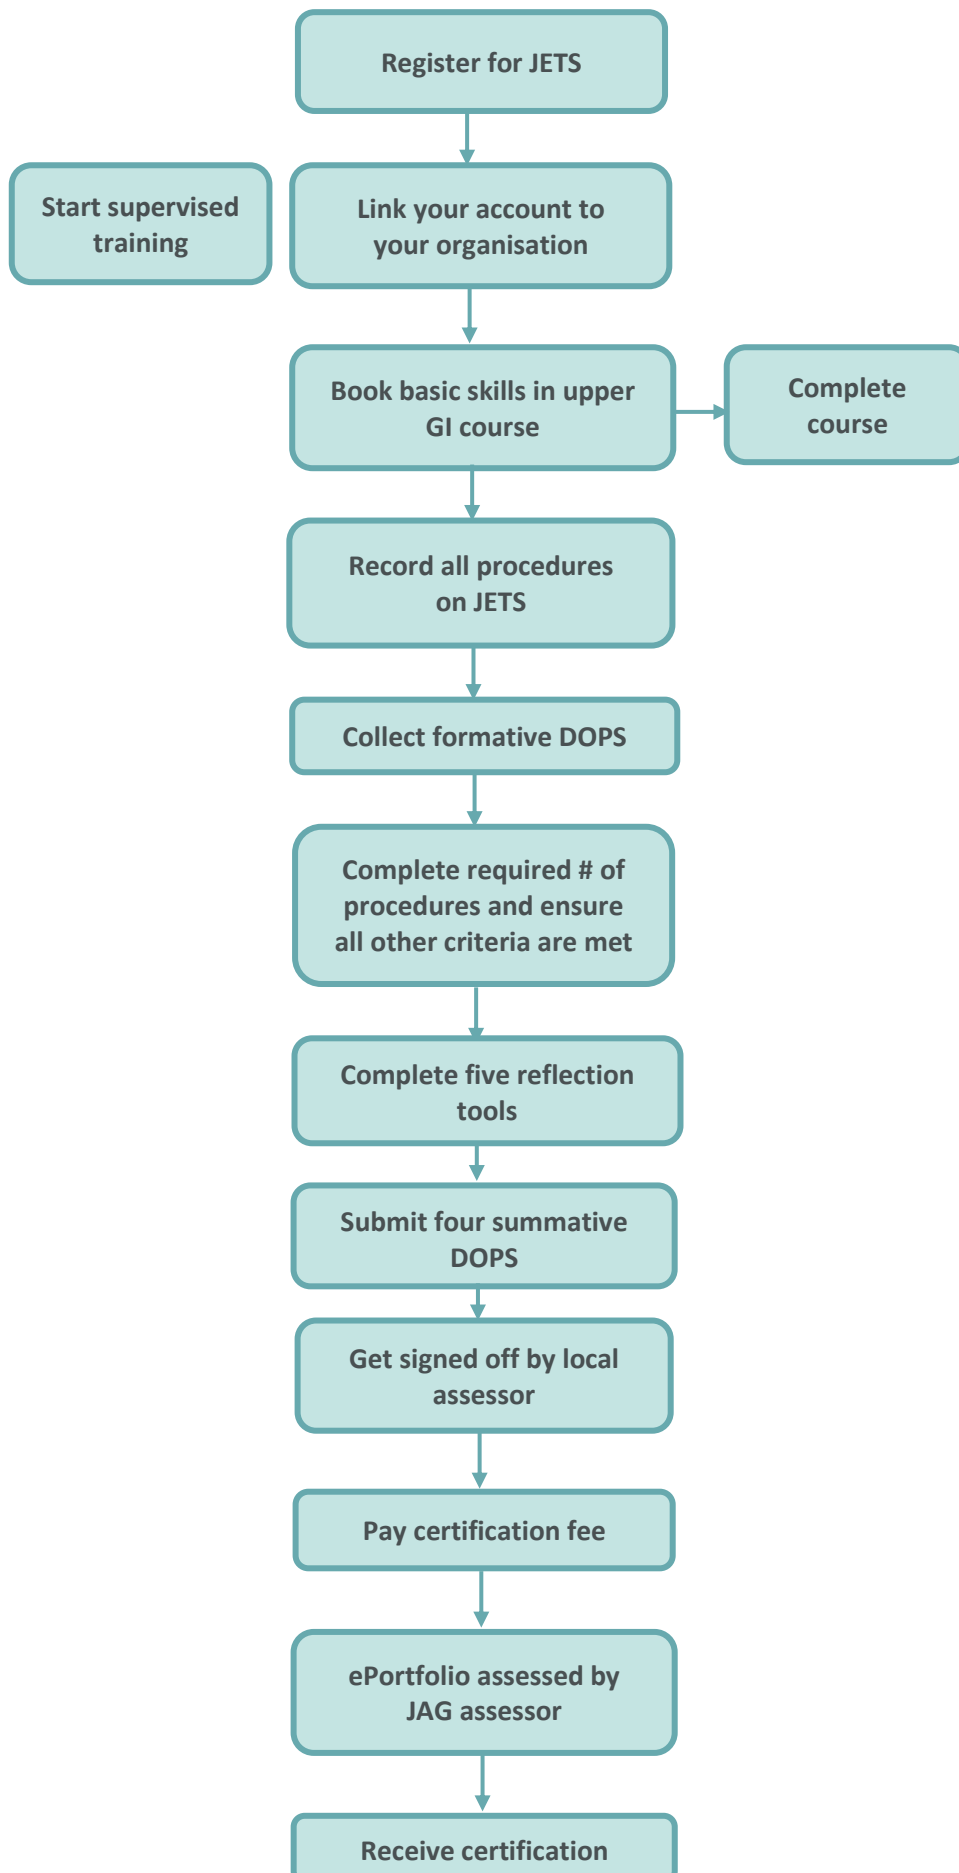 Register for JETS
Start supervised
training
Link your account to
your organisation
Book basic skills in upper
GI course
Complete
course
Record all procedures
on JETS
Collect formative DOPS
Complete required # of
procedures and ensure
all other criteria are met
Complete five reflection
tools
Submit four summative
DOPS
Get signed off by local
assessor
Pay certification fee
ePortfolio assessed by
JAG assessor
Receive certification